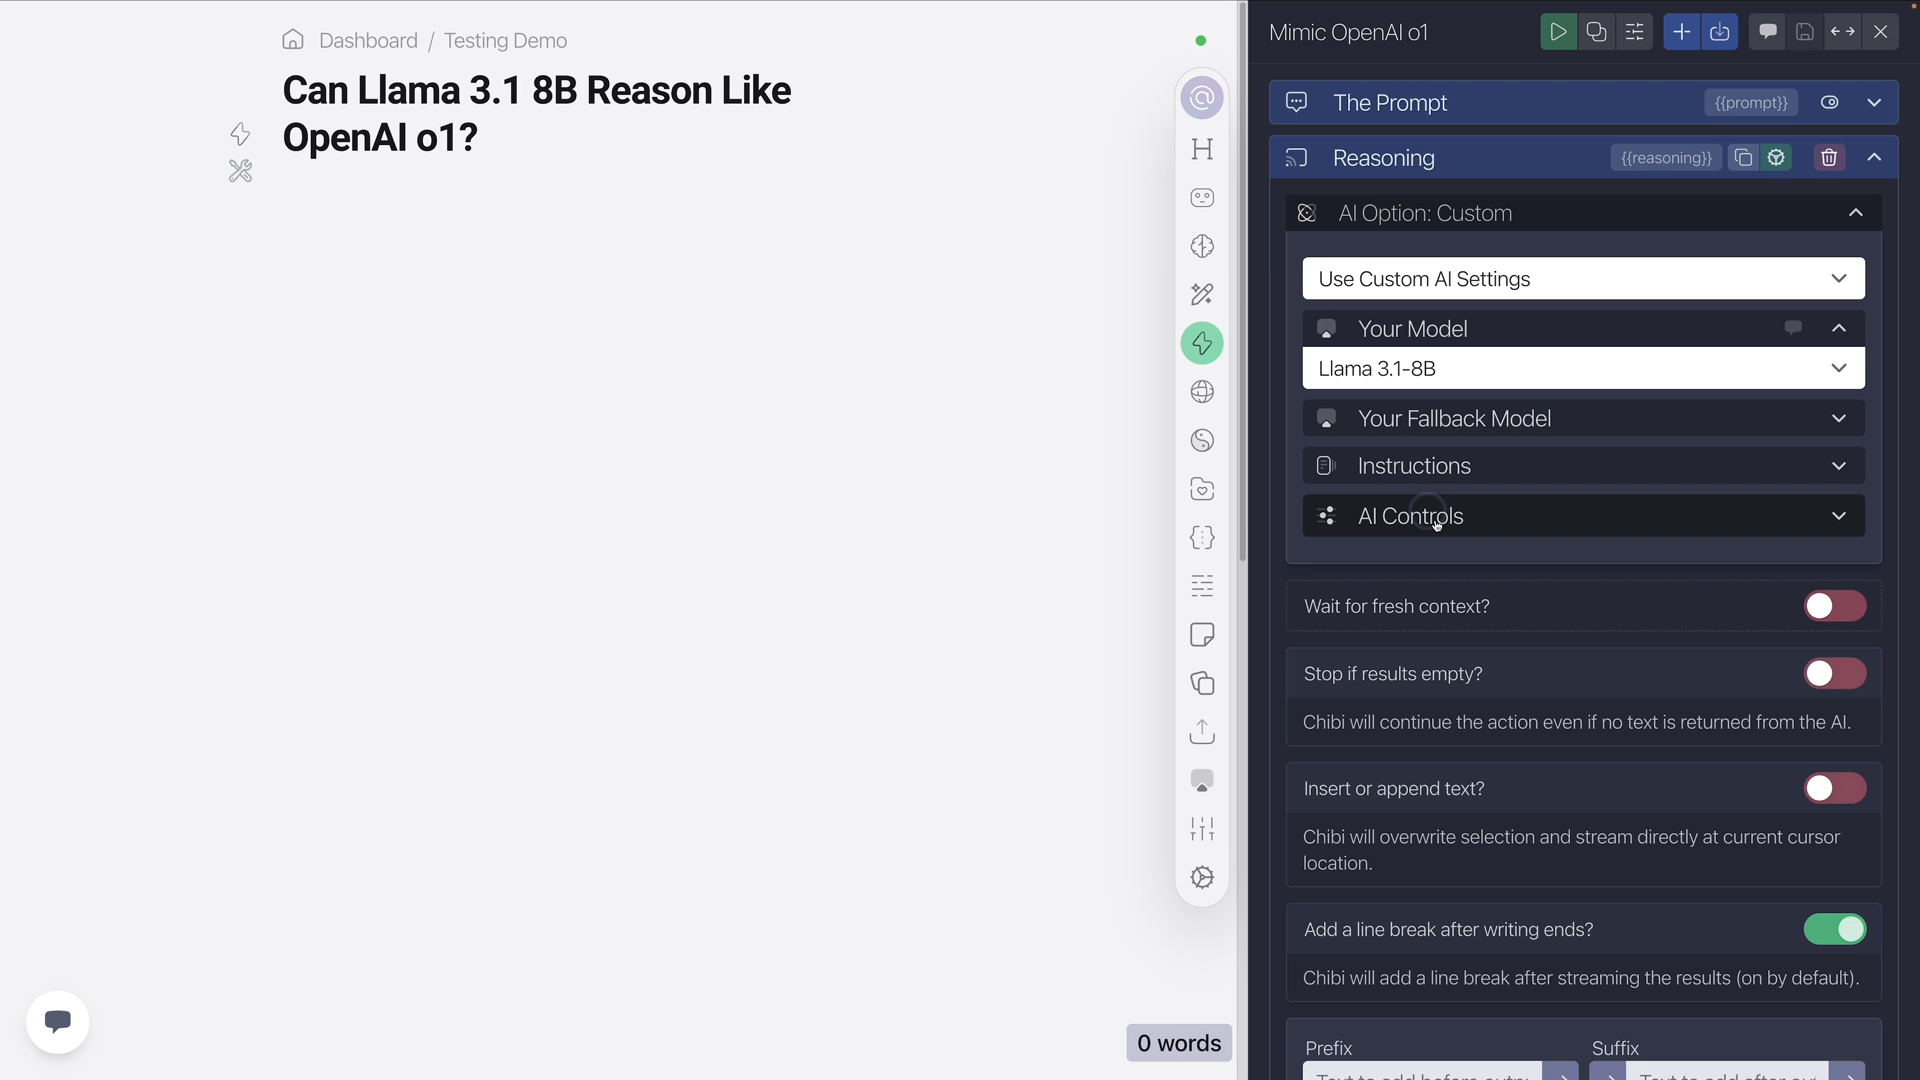 Dashboard / Testing Demo
Can Llama 3.1 8B Reason Like
OpenAI o1?
0 words
Mimic OpenAI o1
The Prompt
{{prompt}}
Reasoning
{{reasoning}}
AI Option: Custom
Use Custom AI Settings
Your Model
Llama 3.1-8B
Your Fallback Model
Instructions
AI Controls
Wait for fresh context?
Stop if results empty?
Chibi will continue the action even if no text is returned from the AI.
Insert or append text?
Chibi will overwrite selection and stream directly at current cursor
location.
Add a line break after writing ends?
Chibi will add a line break after streaming the results (on by default).
Prefix
Suffix